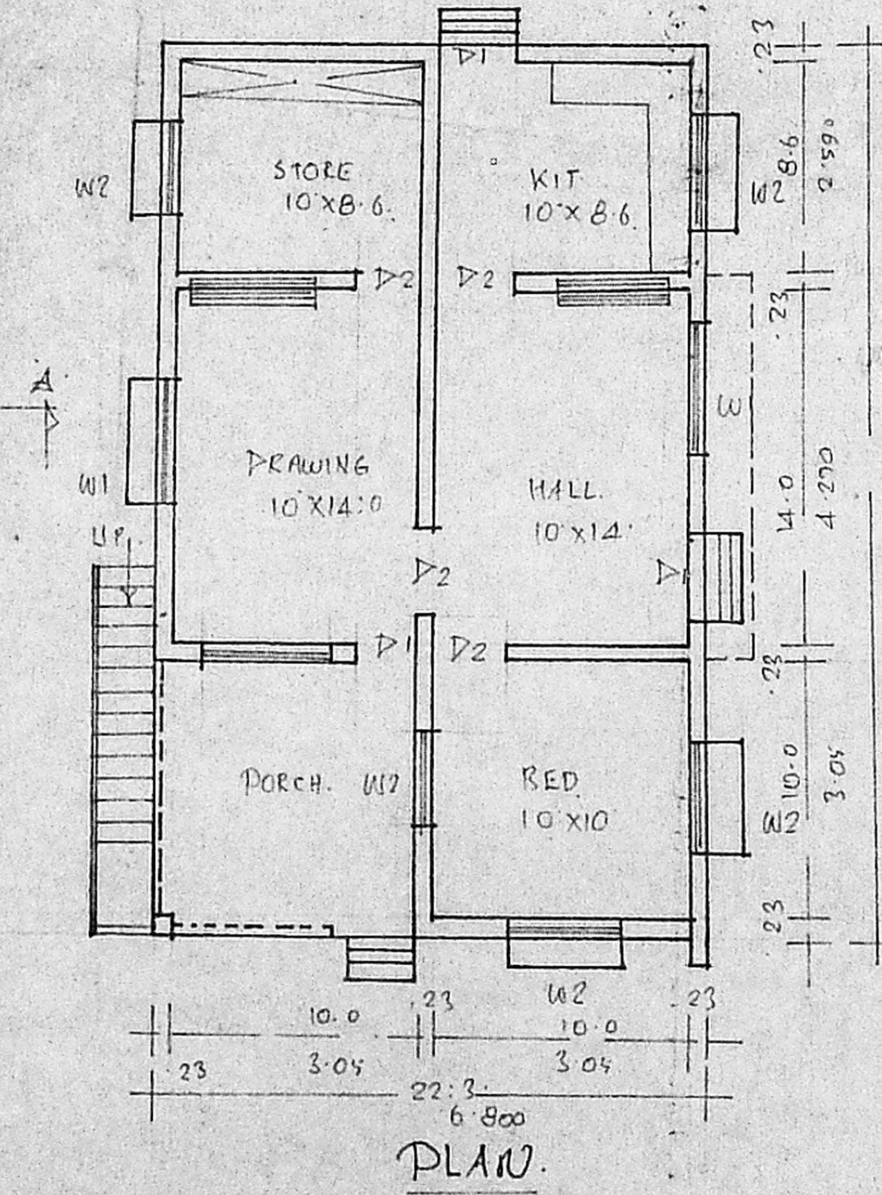 D1
.23
STORE
10'X8.6.
KIT
10'X8.6.
W2
W2
8.6
2.590
D2
D2
.23
A
W
W1
DRAWING
10'X14:0
HALL.
10'X14'
14.0
4.270
UP.
D2
D1
D1
D2
.23
PORCH.
W2
BED
10'X10
W2
10.0
3.05
.23
W2
.23
.23
10.0
10.0
.23
3.05
3.05
22:3.
6.800
PLAN.